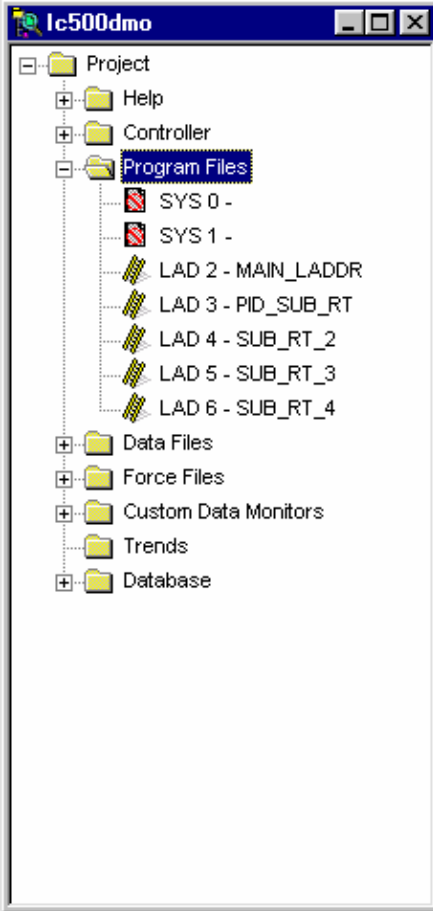 lc500dmo
Project
Help
Controller
Program Files
SYS 0 -
SYS 1 -
LAD 2 - MAIN_LADDR
LAD 3 - PID_SUB_RT
LAD 4 - SUB_RT_2
LAD 5 - SUB_RT_3
LAD 6 - SUB_RT_4
Data Files
Force Files
Custom Data Monitors
Trends
Database